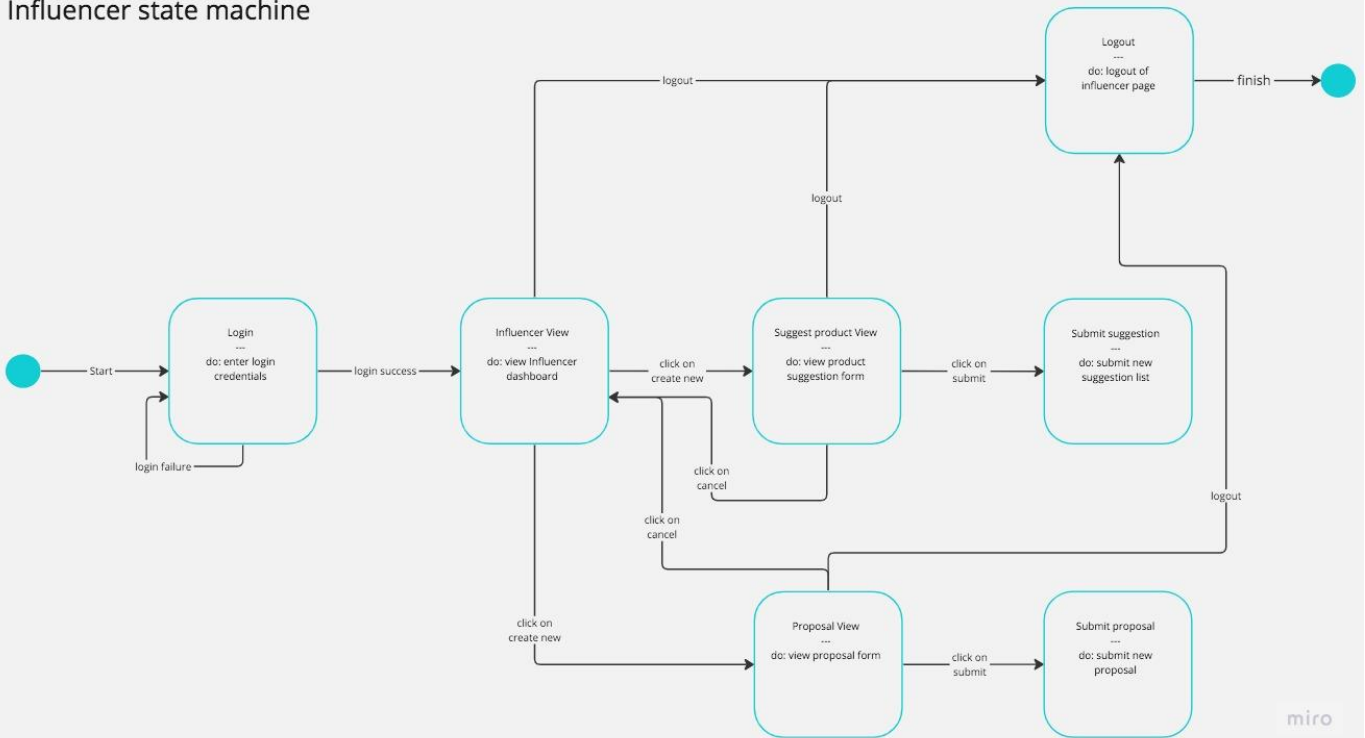 Influencer state machine
Logout
---
do: logout of
influencer page
logout
finish
logout
Login
---
do: enter login
credentials
Influencer View
---
do: view Influencer
dashboard
Suggest product View
---
do: view product
suggestion form
Submit suggestion
---
do: submit new
suggestion list
Start
login success
click on
create new
click on
submit
login failure
click on
cancel
logout
click on
cancel
click on
create new
Proposal View
---
do: view proposal form
click on
submit
Submit proposal
---
do: submit new
proposal
miro